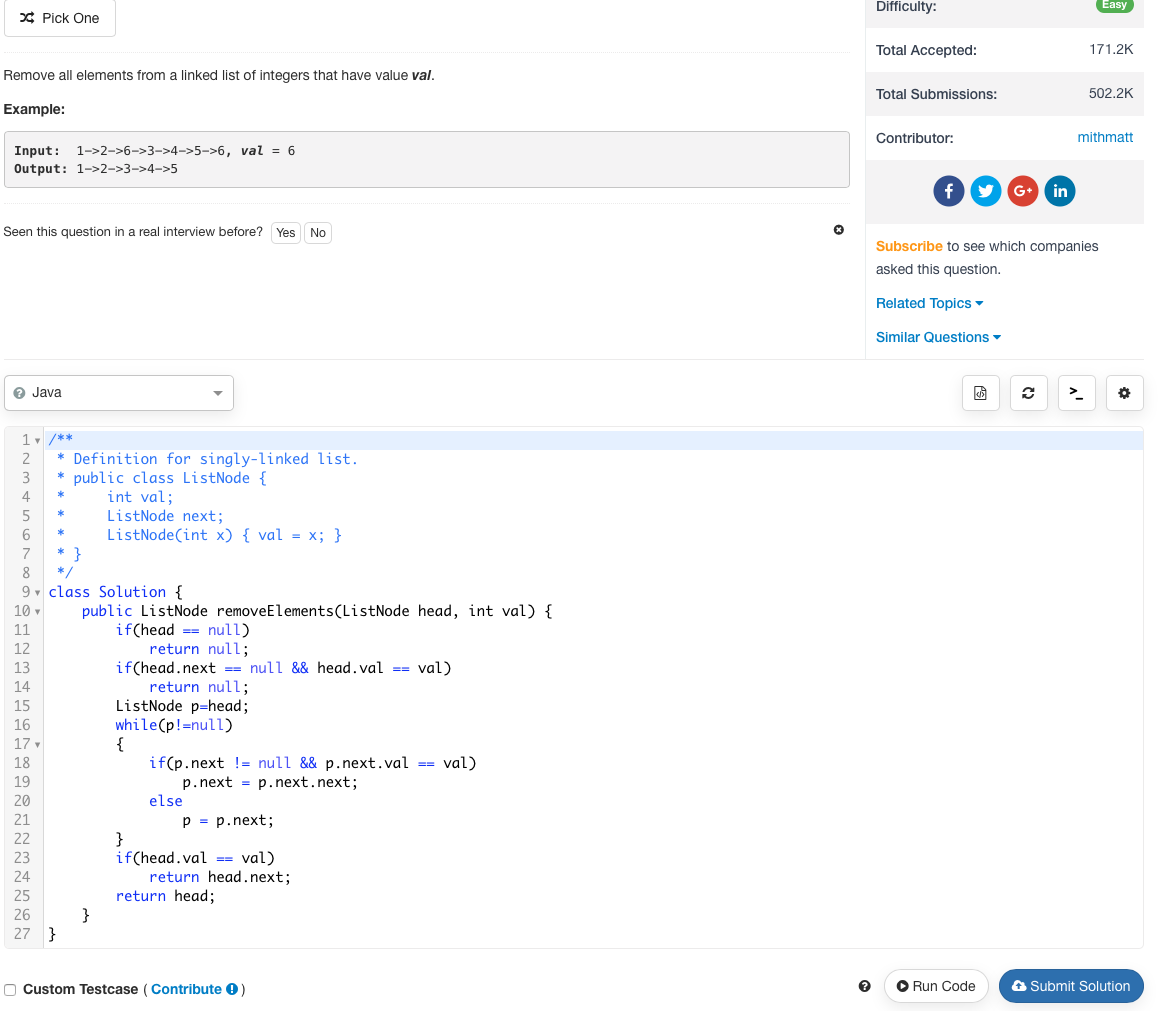 Pick One
Remove all elements from a linked list of integers that have value val.
Example:
Input:  1->2->6->3->4->5->6, val = 6
Output: 1->2->3->4->5
Seen this question in a real interview before? Yes No
Difficulty: Easy
Total Accepted: 171.2K
Total Submissions: 502.2K
Contributor: mithmatt
f G+ in
Subscribe to see which companies
asked this question.
Related Topics
Similar Questions
? Java
>_
1 /**
2  * Definition for singly-linked list.
3  * public class ListNode {
4  *     int val;
5  *     ListNode next;
6  *     ListNode(int x) { val = x; }
7  * }
8  */
9 class Solution {
10     public ListNode removeElements(ListNode head, int val) {
11         if(head == null)
12             return null;
13         if(head.next == null && head.val == val)
14             return null;
15         ListNode p=head;
16         while(p!=null)
17         {
18             if(p.next != null && p.next.val == val)
19                 p.next = p.next.next;
20             else
21                 p = p.next;
22         }
23         if(head.val == val)
24             return head.next;
25         return head;
26     }
27 }
Custom Testcase ( Contribute ! )
? Run Code Submit Solution